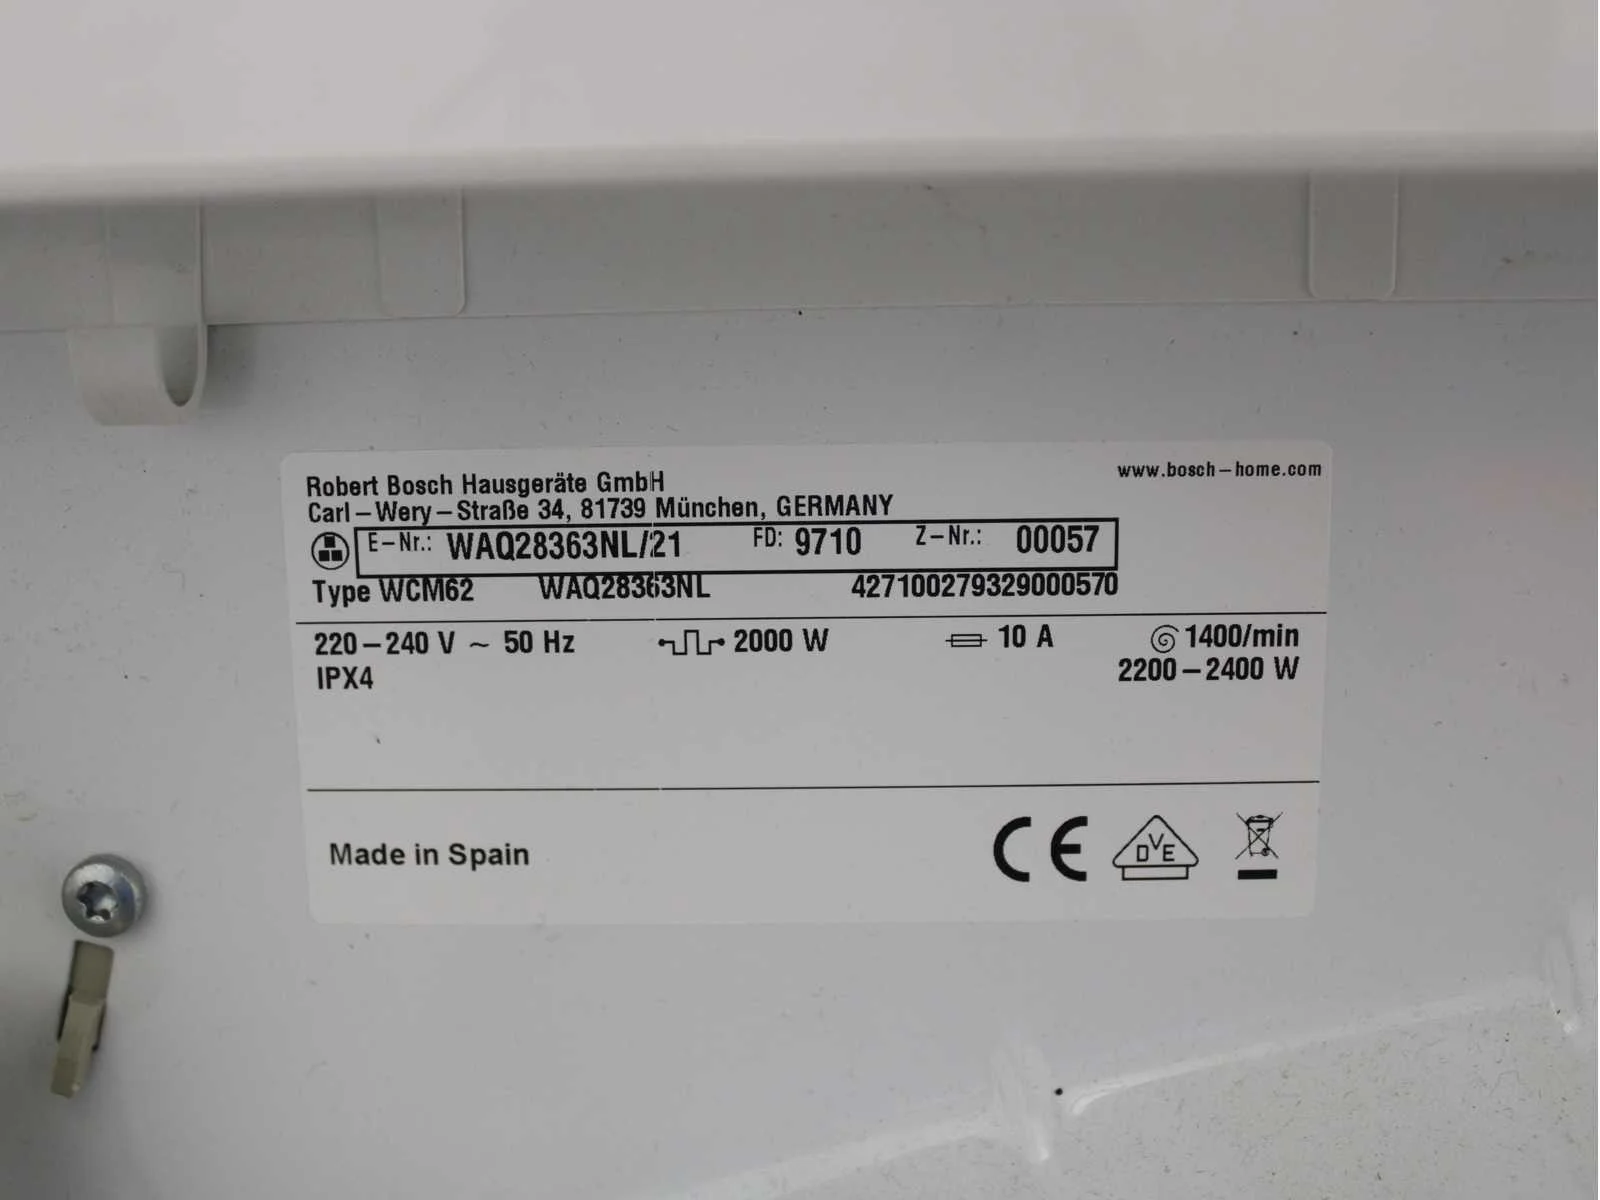 Robert Bosch Hausgeräte GmbH
www.bosch-home.com
Carl-Wery-Straße 34, 81739 München, GERMANY
E-Nr.: WAQ28363NL/21 FD: 9710 Z-Nr.: 00057
Type WCM62 WAQ28363NL 427100279329000570
220-240 V ~ 50 Hz 2000 W 10 A 1400/min
IPX4 2200-2400 W
Made in Spain CE DVE